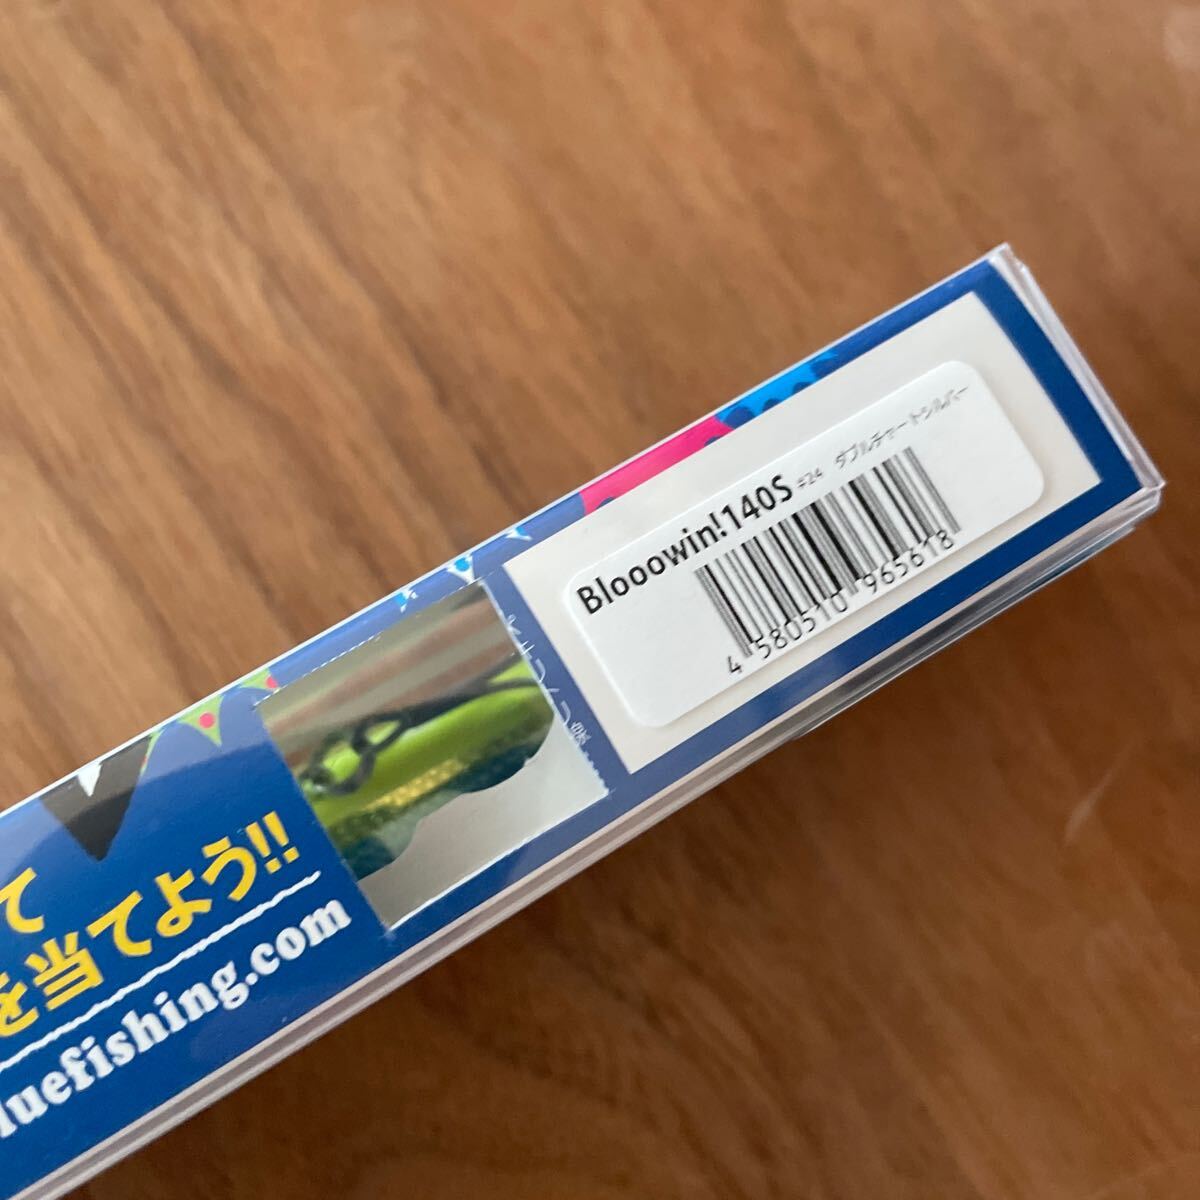 Blooowin!140S #24 ダブルチャートシルバー
4 580510 965618
て
を当てよう!!
luefishing.com